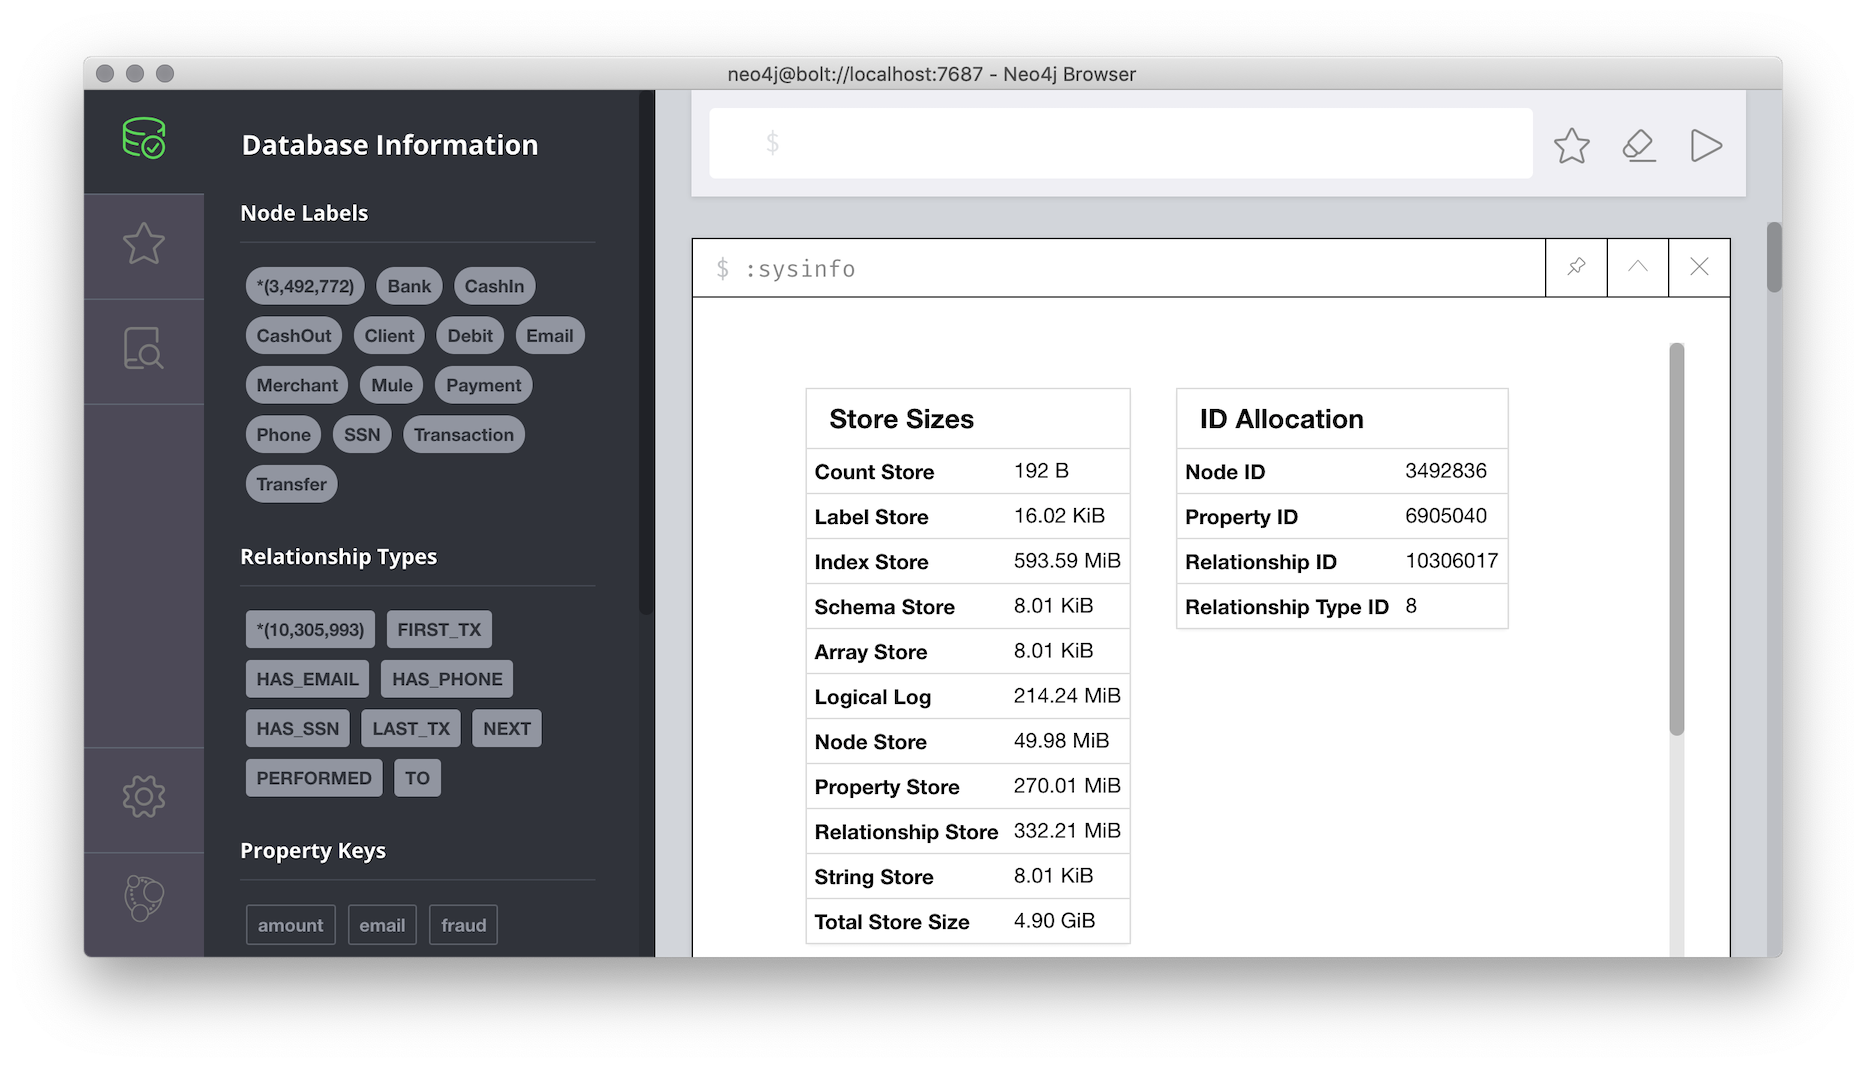 neo4j@bolt://localhost:7687 - Neo4j Browser
Database Information
Node Labels
*(3,492,772) Bank CashIn
CashOut Client Debit Email
Merchant Mule Payment
Phone SSN Transaction
Transfer
Relationship Types
*(10,305,993) FIRST_TX
HAS_EMAIL HAS_PHONE
HAS_SSN LAST_TX NEXT
PERFORMED TO
Property Keys
amount email fraud
$
$ :sysinfo
Store Sizes
Count Store 192 B
Label Store 16.02 KiB
Index Store 593.59 MiB
Schema Store 8.01 KiB
Array Store 8.01 KiB
Logical Log 214.24 MiB
Node Store 49.98 MiB
Property Store 270.01 MiB
Relationship Store 332.21 MiB
String Store 8.01 KiB
Total Store Size 4.90 GiB
ID Allocation
Node ID 3492836
Property ID 6905040
Relationship ID 10306017
Relationship Type ID 8